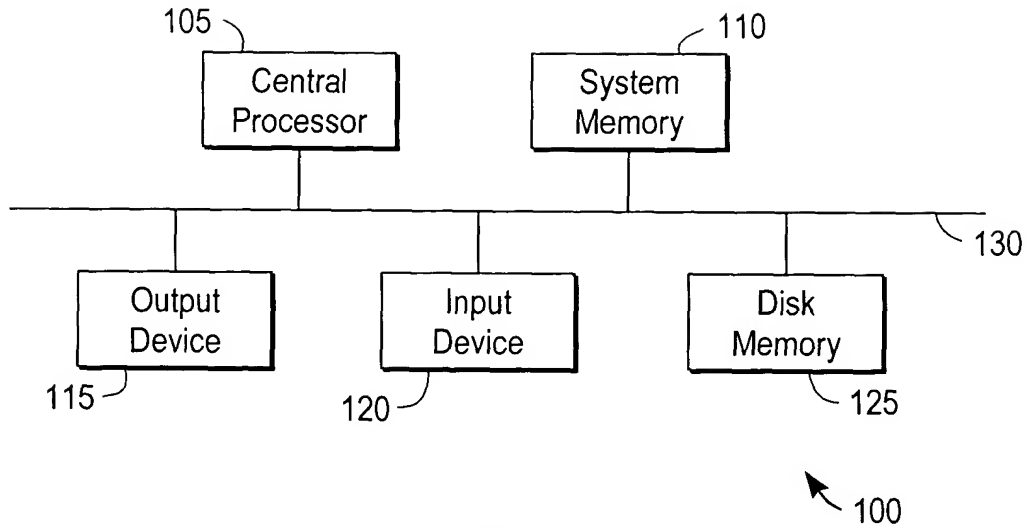 105
110
Central
Processor
System
Memory
130
Output
Device
Input
Device
Disk
Memory
115
120
125
100